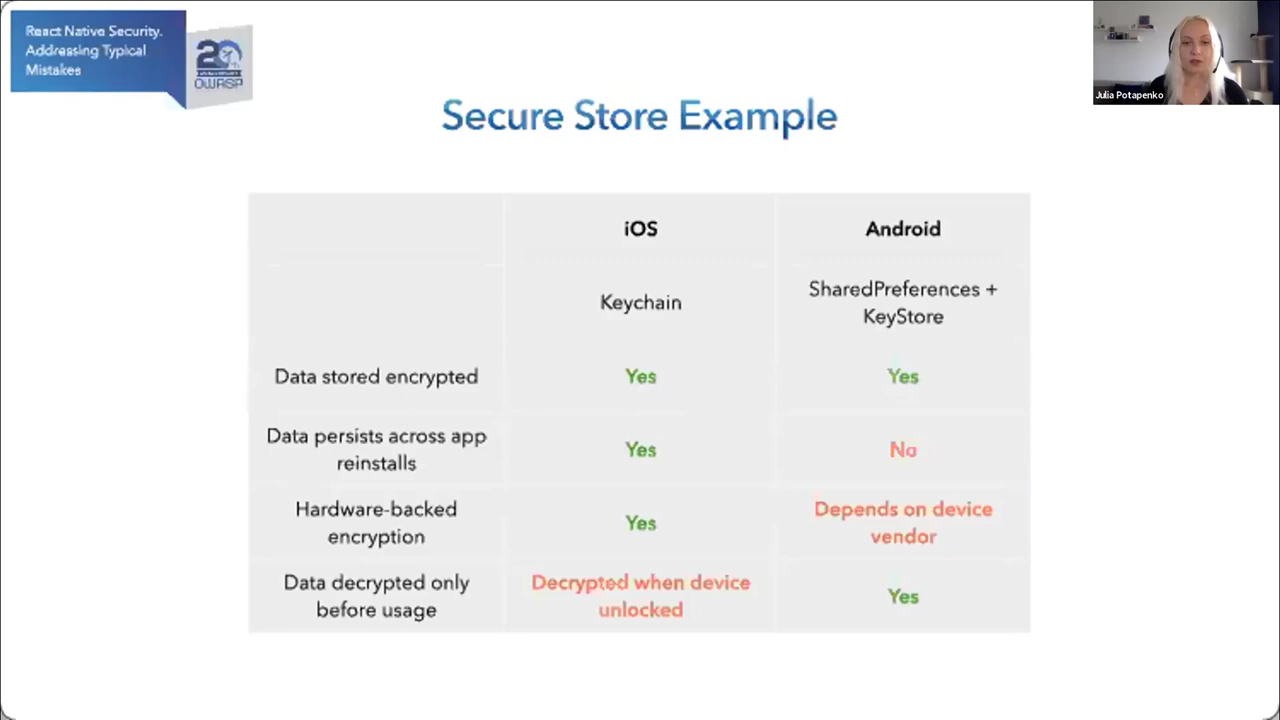 React Native Security.
Addressing Typical
Mistakes
20th
OWASP
Julia Potapenko
Secure Store Example
iOS
Android
Keychain
SharedPreferences +
KeyStore
Data stored encrypted
Yes
Yes
Data persists across app
reinstalls
Yes
No
Hardware-backed
encryption
Yes
Depends on device
vendor
Data decrypted only
before usage
Decrypted when device
unlocked
Yes